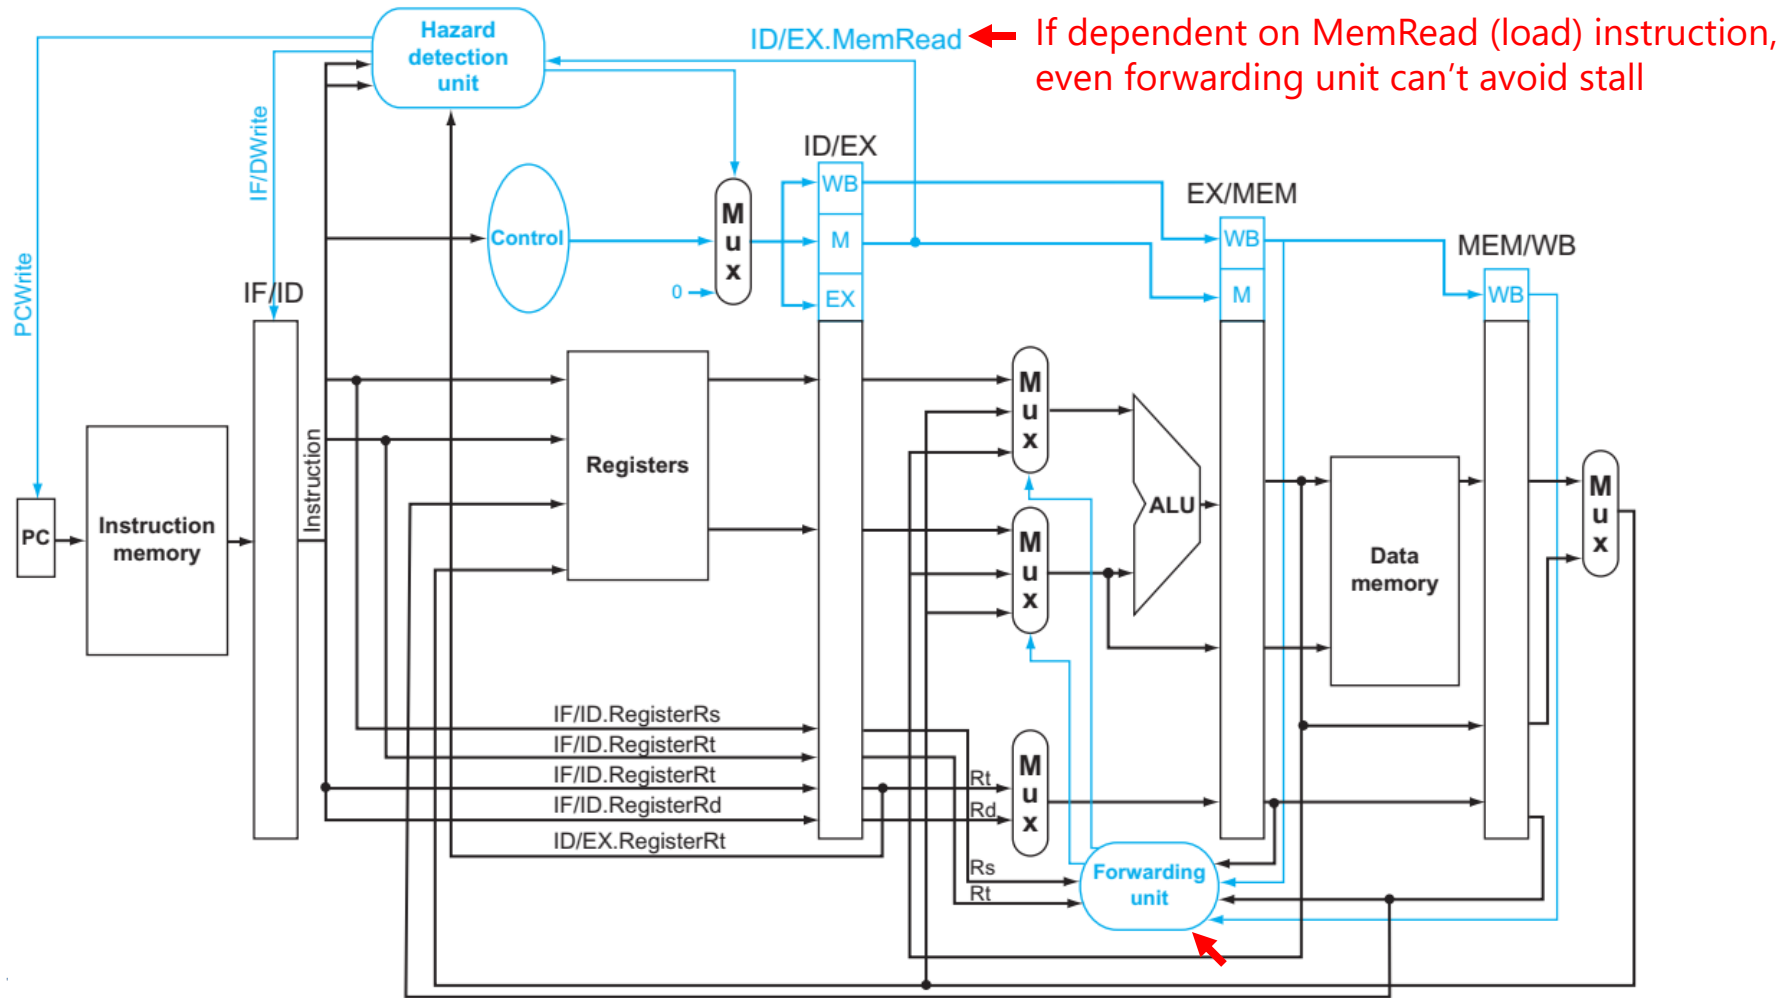 Hazard
detection
unit
ID/EX.MemRead
If dependent on MemRead (load) instruction,
even forwarding unit can’t avoid stall
IF/DWrite
PCWrite
IF/ID
Control
0
M
u
x
ID/EX
WB
M
EX
EX/MEM
WB
M
MEM/WB
WB
PC
Instruction
memory
Instruction
Registers
M
u
x
M
u
x
ALU
Data
memory
M
u
x
IF/ID.RegisterRs
IF/ID.RegisterRt
IF/ID.RegisterRt
IF/ID.RegisterRd
ID/EX.RegisterRt
Rt
Rd
M
u
x
Rs
Rt
Forwarding
unit